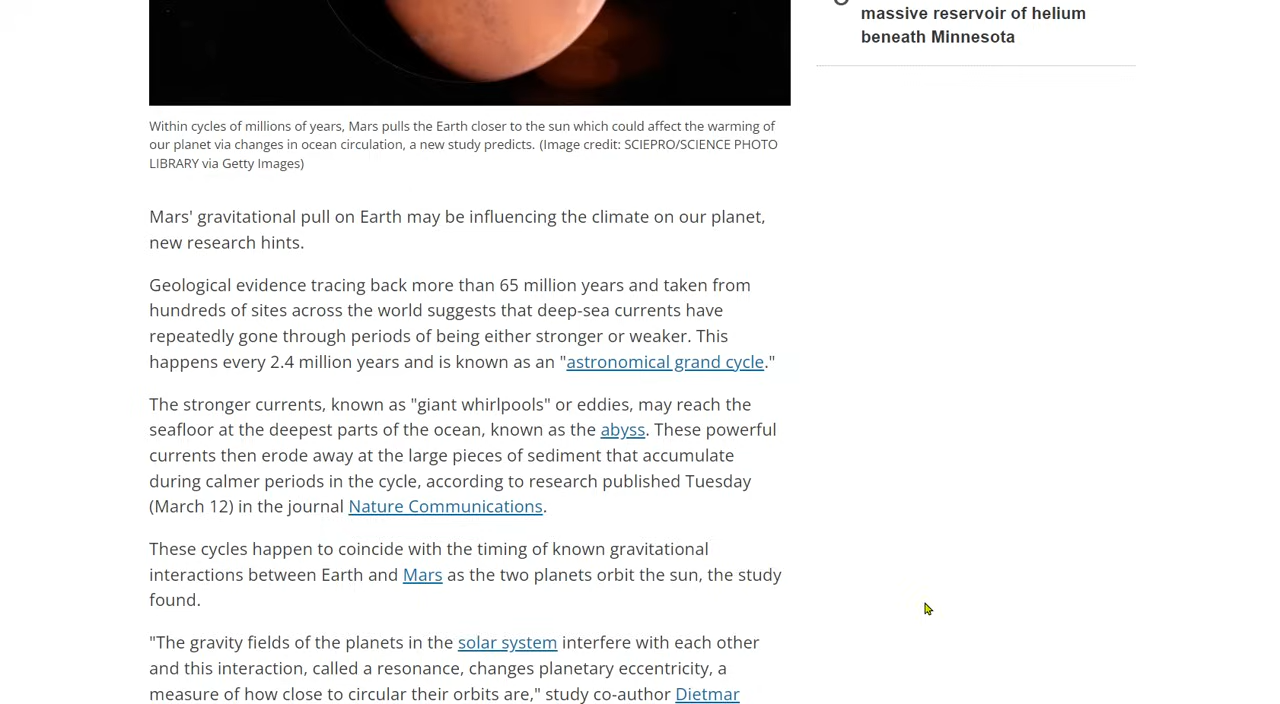 massive reservoir of helium
beneath Minnesota
Within cycles of millions of years, Mars pulls the Earth closer to the sun which could affect the warming of
our planet via changes in ocean circulation, a new study predicts. (Image credit: SCIEPRO/SCIENCE PHOTO
LIBRARY via Getty Images)
Mars' gravitational pull on Earth may be influencing the climate on our planet,
new research hints.
Geological evidence tracing back more than 65 million years and taken from
hundreds of sites across the world suggests that deep-sea currents have
repeatedly gone through periods of being either stronger or weaker. This
happens every 2.4 million years and is known as an "astronomical grand cycle."
The stronger currents, known as "giant whirlpools" or eddies, may reach the
seafloor at the deepest parts of the ocean, known as the abyss. These powerful
currents then erode away at the large pieces of sediment that accumulate
during calmer periods in the cycle, according to research published Tuesday
(March 12) in the journal Nature Communications.
These cycles happen to coincide with the timing of known gravitational
interactions between Earth and Mars as the two planets orbit the sun, the study
found.
"The gravity fields of the planets in the solar system interfere with each other
and this interaction, called a resonance, changes planetary eccentricity, a
measure of how close to circular their orbits are," study co-author Dietmar